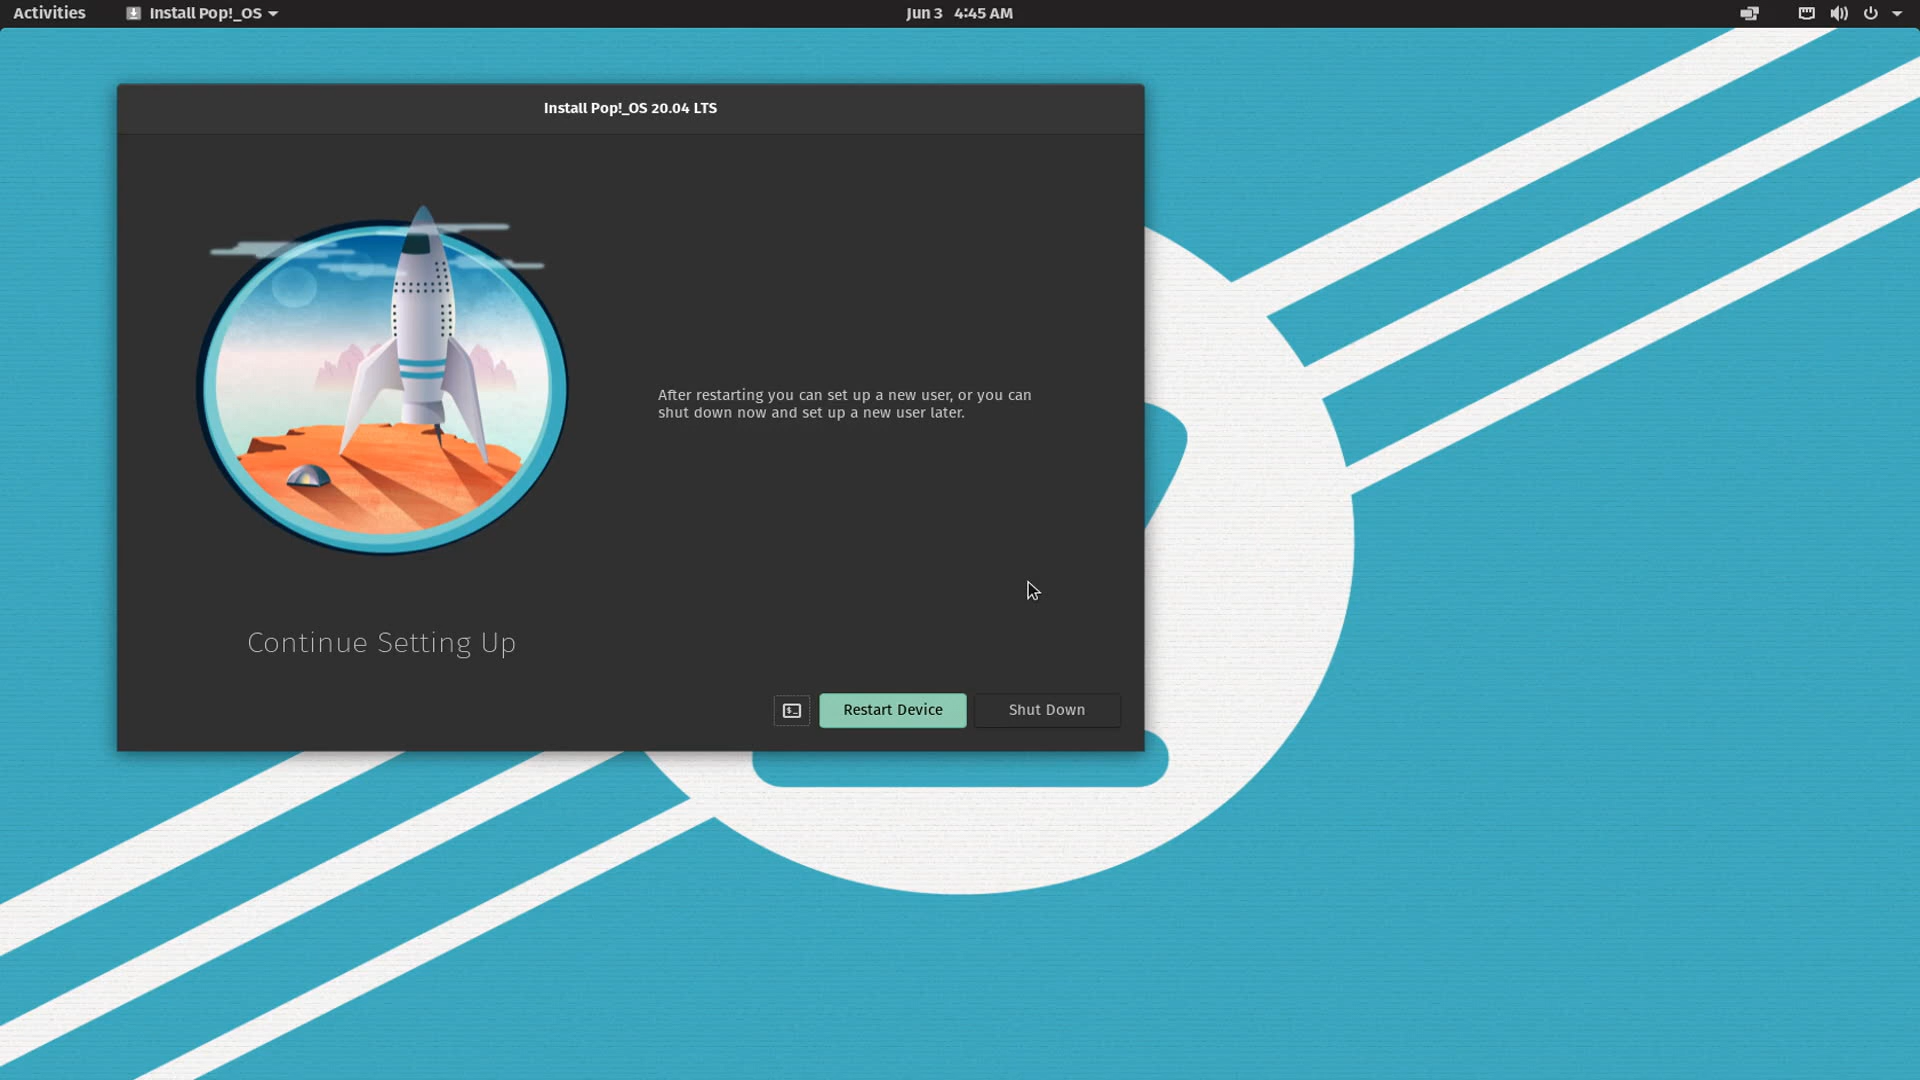 Activities
Install Pop!_OS
Jun 3 4:45 AM
Install Pop!_OS 20.04 LTS
After restarting you can set up a new user, or you can
shut down now and set up a new user later.
Continue Setting Up
Restart Device
Shut Down